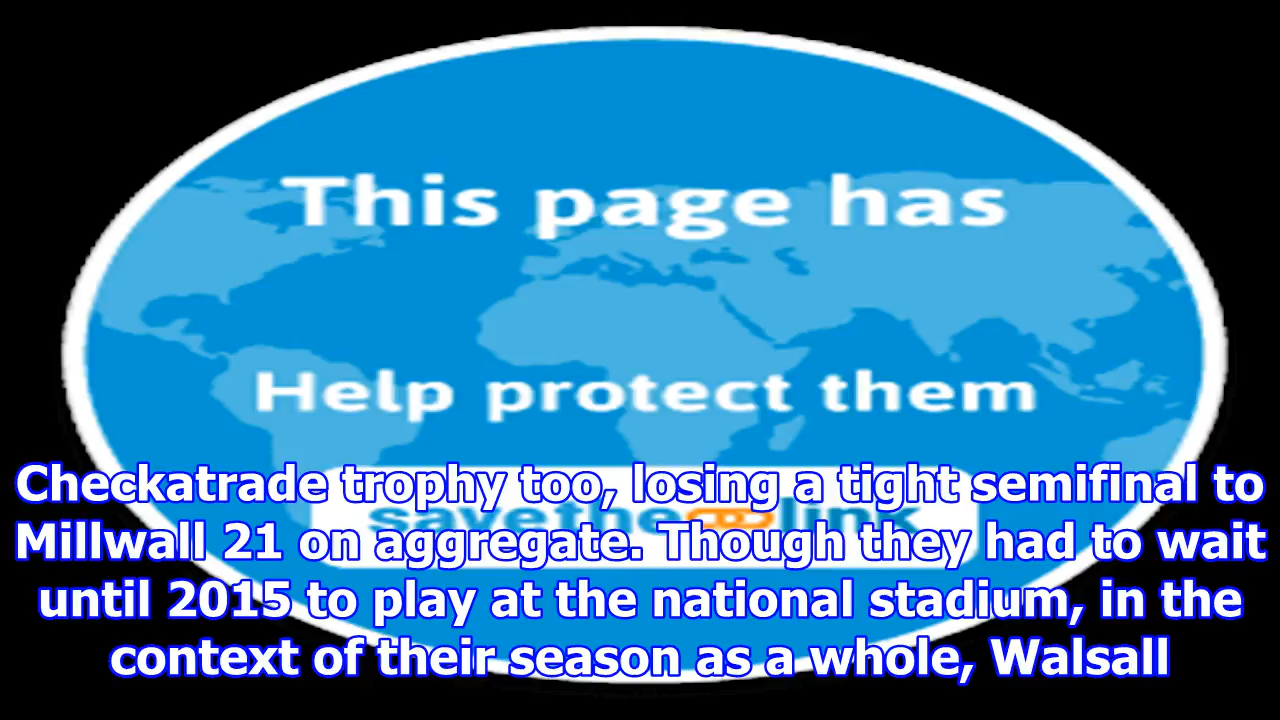 This page has
Help protect them
Checkatrade trophy too, losing a tight semifinal to
savethe link
Millwall 21 on aggregate. Though they had to wait
until 2015 to play at the national stadium, in the
context of their season as a whole, Walsall